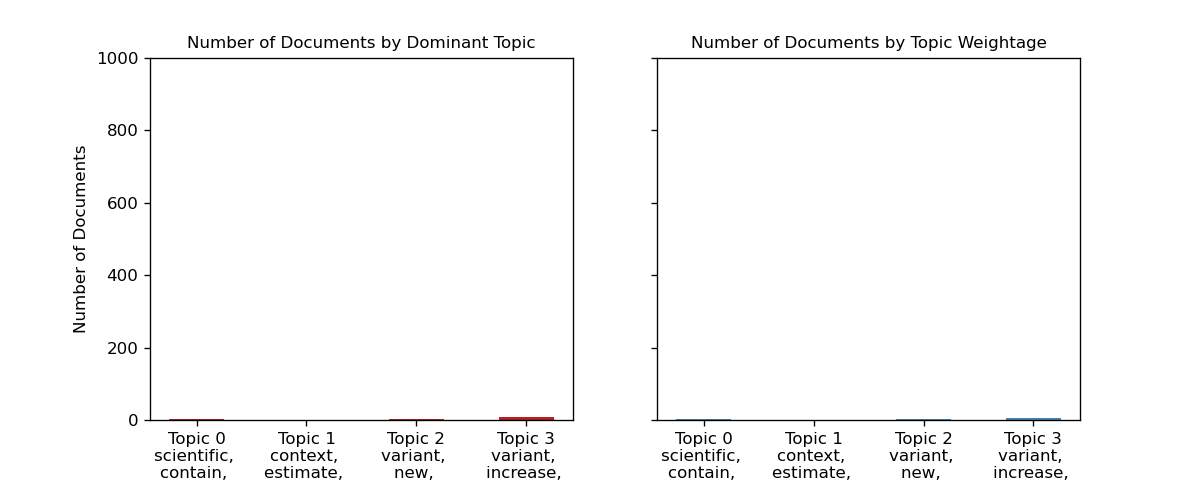 Number of Documents by Dominant Topic
Number of Documents
1000
800
600
400
200
0
Topic 0
scientific,
contain,
Topic 1
context,
estimate,
Topic 2
variant,
new,
Topic 3
variant,
increase,
Number of Documents by Topic Weightage
Topic 0
scientific,
contain,
Topic 1
context,
estimate,
Topic 2
variant,
new,
Topic 3
variant,
increase,